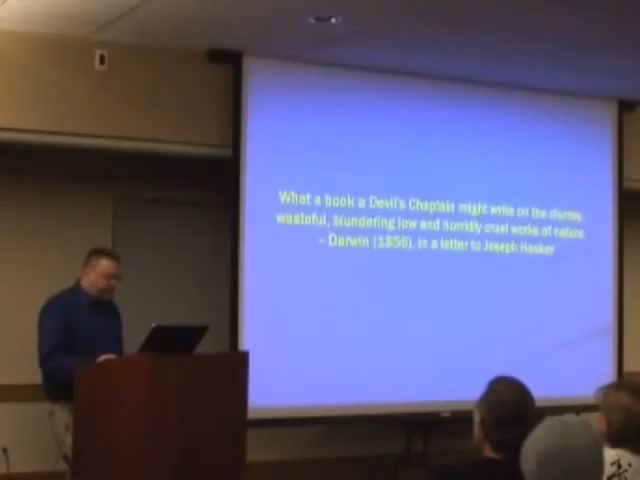 What a book a Devil's Chaplain might write on the clumsy,
wasteful, blundering low and horridly cruel works of nature.
– Darwin (1856), in a letter to Joseph Hooker